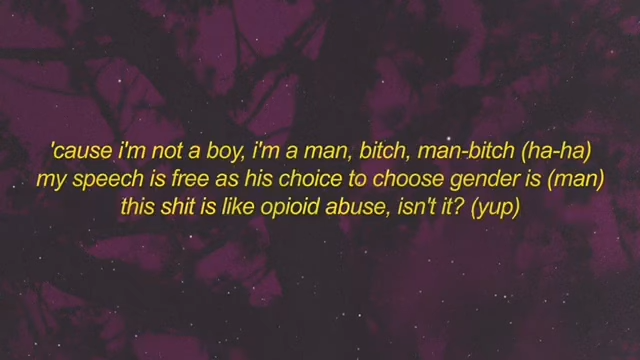 'cause i'm not a boy, i'm a man, bitch, man-bitch (ha-ha)
my speech is free as his choice to choose gender is (man)
this shit is like opioid abuse, isn't it? (yup)